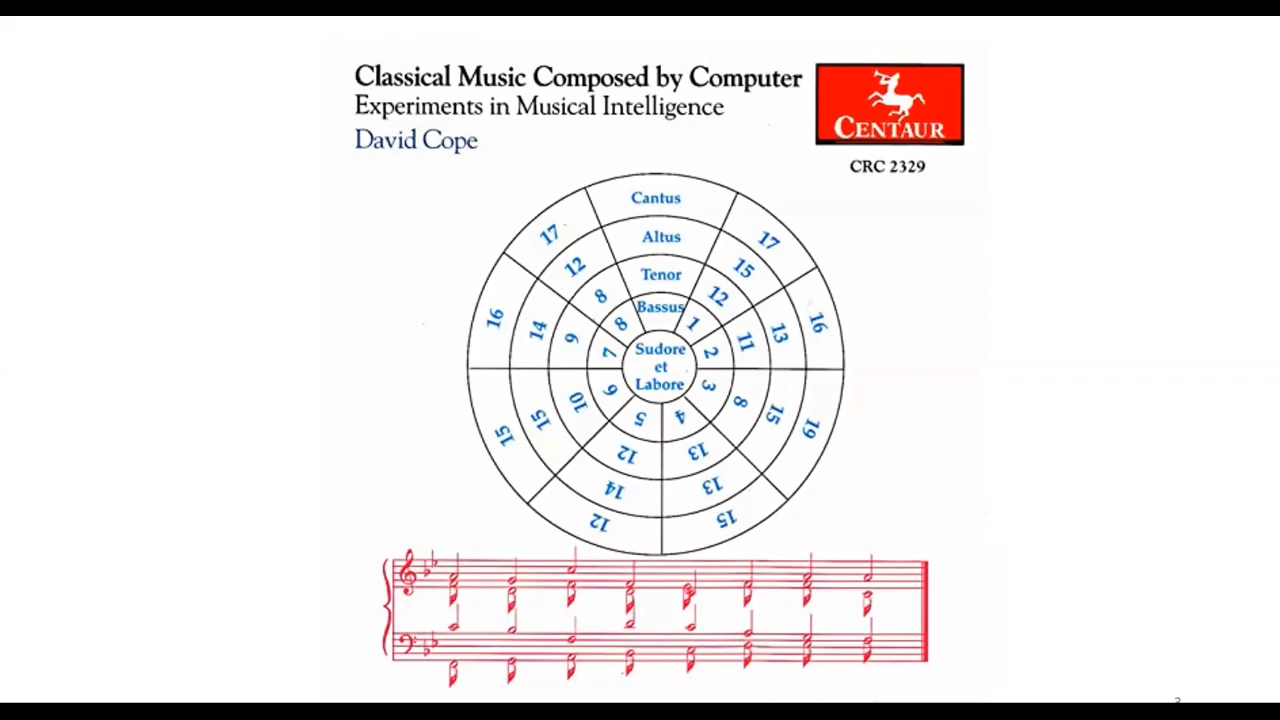 Classical Music Composed by Computer
Experiments in Musical Intelligence
David Cope
CENTAUR
CRC 2329
Cantus
Altus
Tenor
Bassus
Sudore
et
Labore
17 16 19 15 12 15 16 17
15 13 15 13 14 15 14 12
12 11 8 13 12 10 9 8
1 2 3 4 5 6 7 8
3